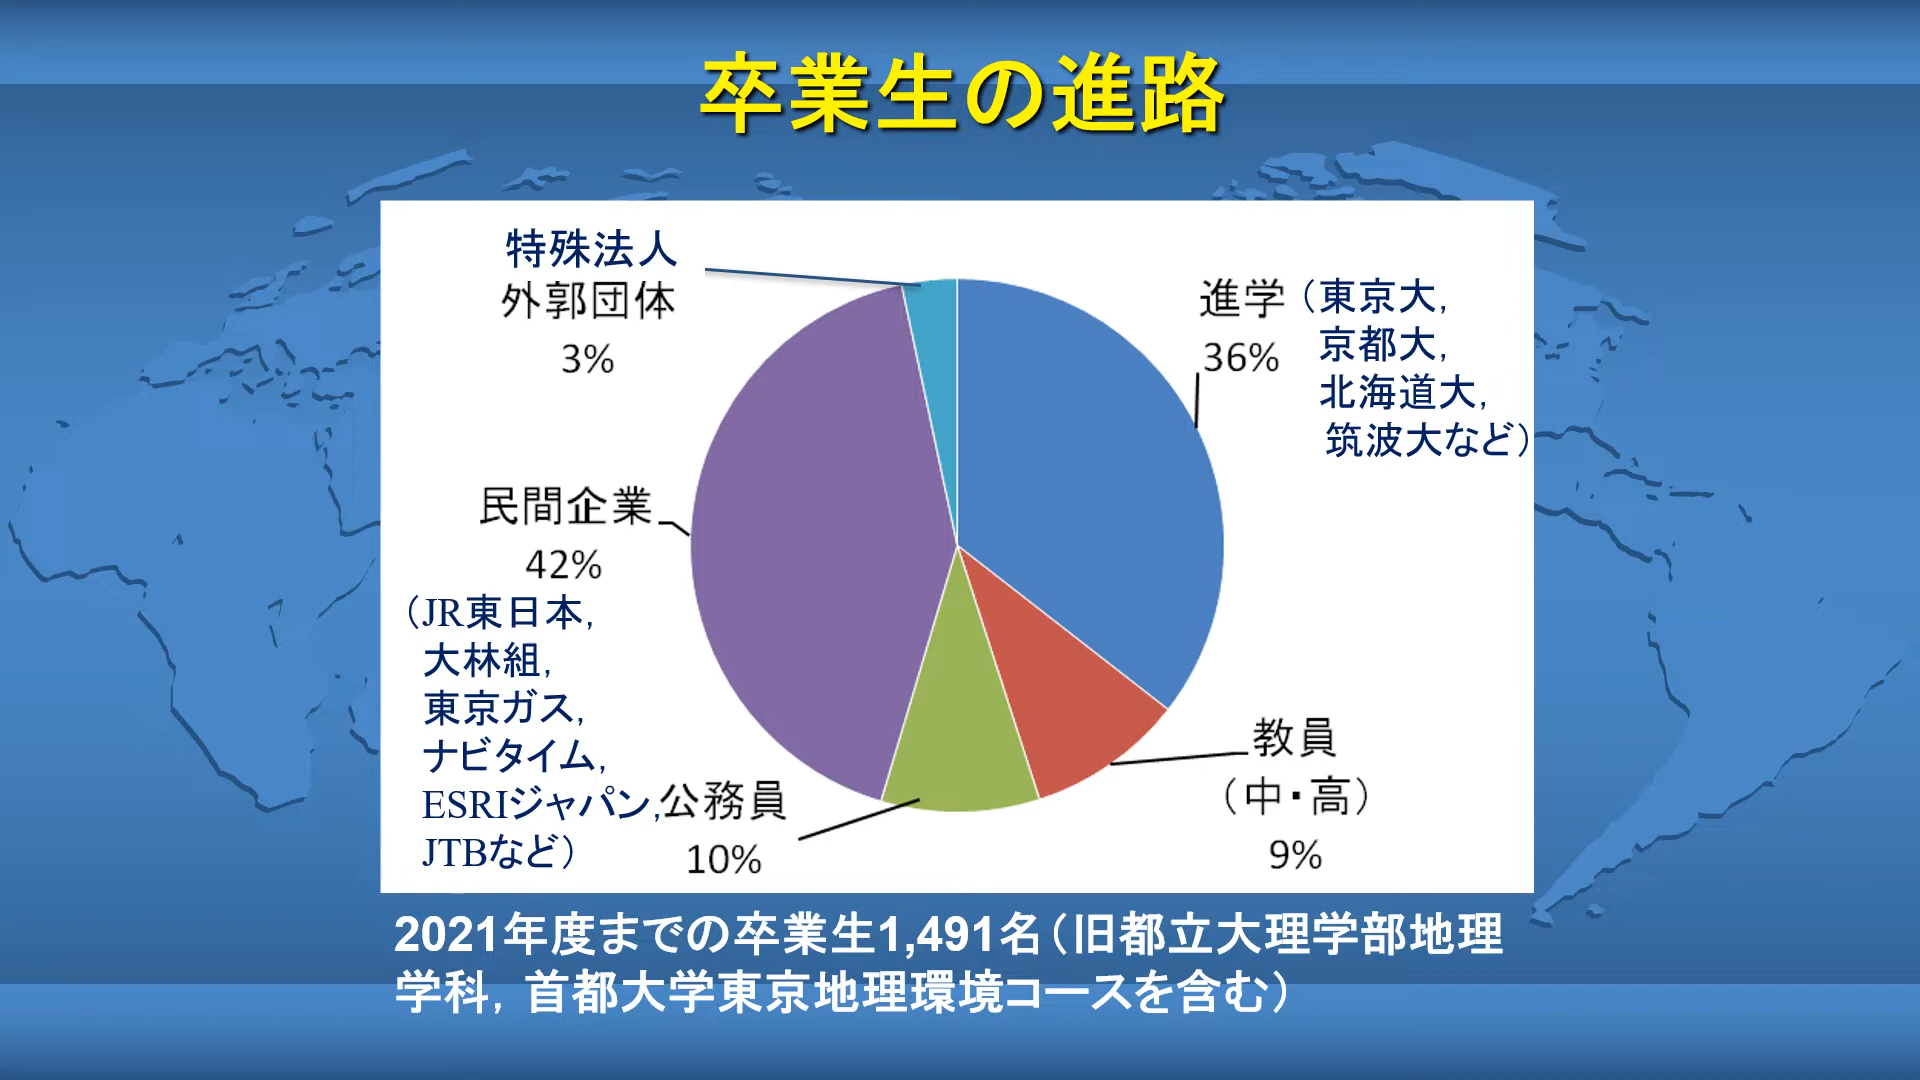 卒業生の進路
特殊法人
外郭団体
3%
進学（東京大，
36%
京都大，
北海道大，
筑波大など）
民間企業
42%
（JR東日本，
大林組，
東京ガス，
ナビタイム，
ESRIジャパン，
JTBなど）
公務員
10%
教員
（中・高）
9%
2021年度までの卒業生1,491名（旧都立大理学部地理
学科，首都大学東京地理環境コースを含む）